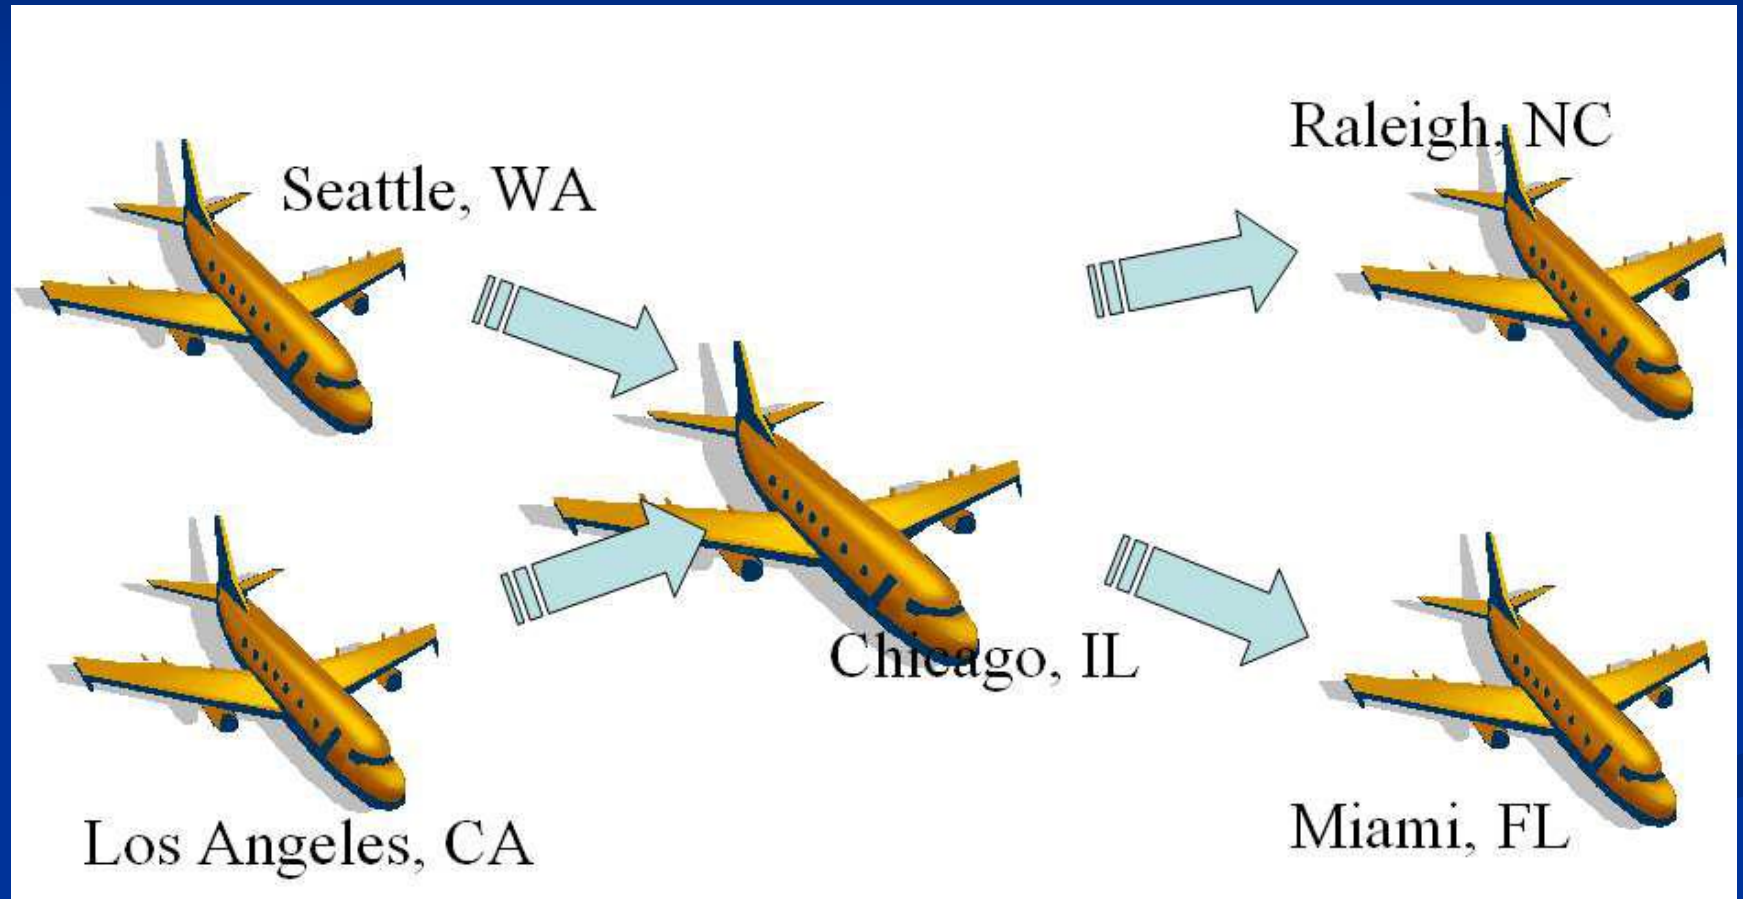 Seattle, WA
Raleigh, NC
Chicago, IL
Los Angeles, CA
Miami, FL